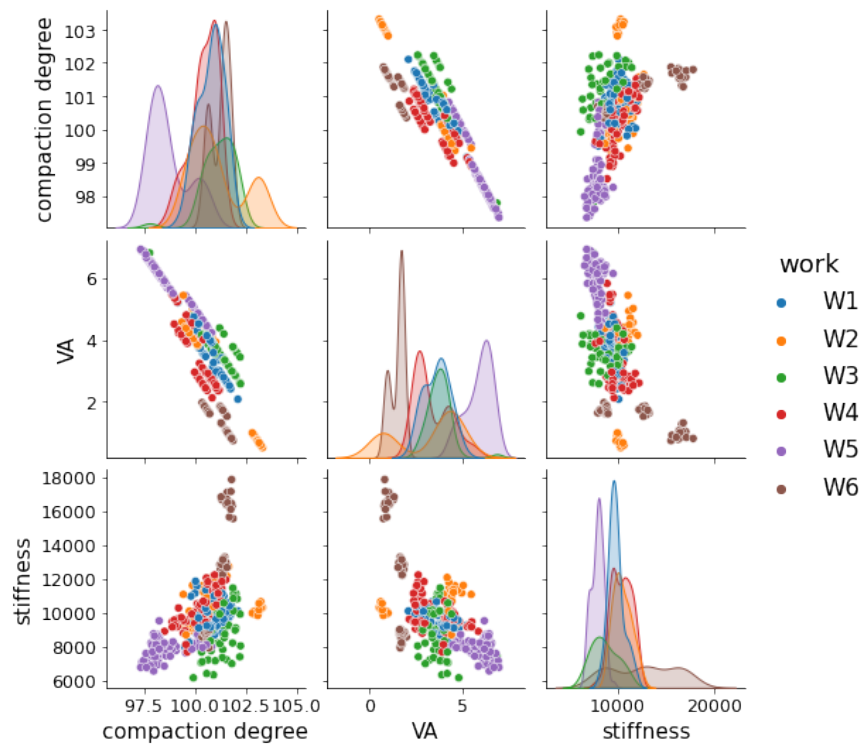 compaction degree
103
102
101
100
99
98
VA
6
4
2
stiffness
18000
16000
14000
12000
10000
8000
6000
97.5 100.0 102.5 105.0
compaction degree
0 5
VA
10000 20000
stiffness
work
W1
W2
W3
W4
W5
W6